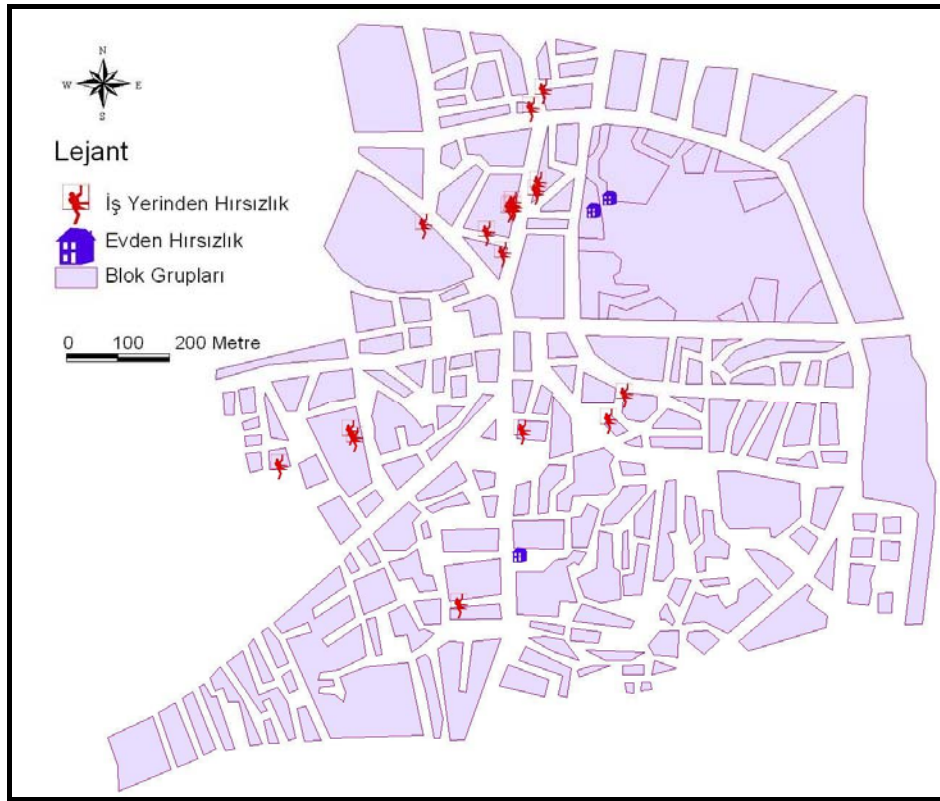 N
W E
S
Lejant
İş Yerinden Hırsızlık
Evden Hırsızlık
Blok Grupları
0 100 200 Metre